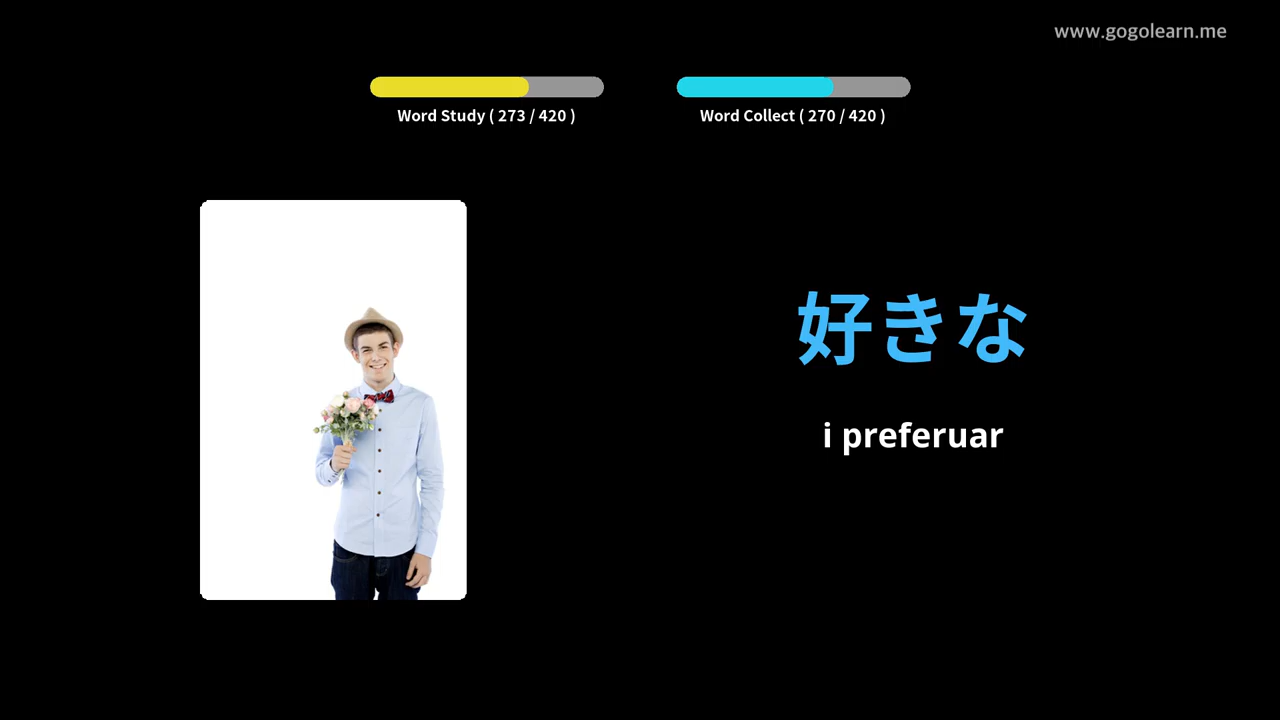 www.gogolearn.me
Word Study ( 273 / 420 )
Word Collect ( 270 / 420 )
好きな
i preferuar